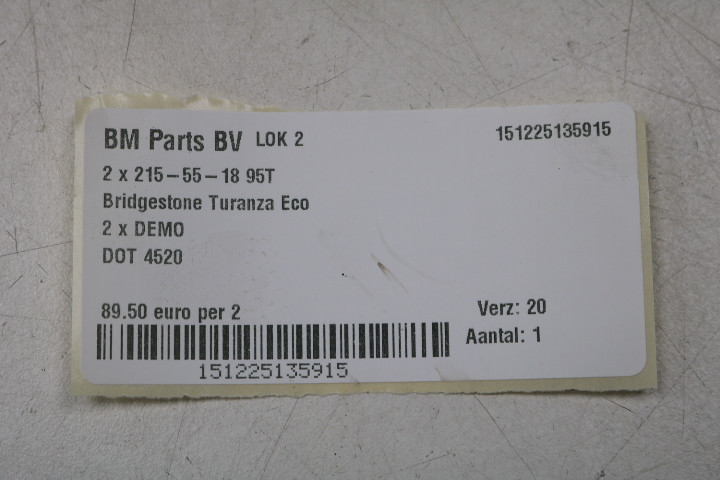 BM Parts BV LOK 2 151225135915
2 x 215-55-18 95T
Bridgestone Turanza Eco
2 x DEMO
DOT 4520
89.50 euro per 2 Verz: 20
Aantal: 1
151225135915